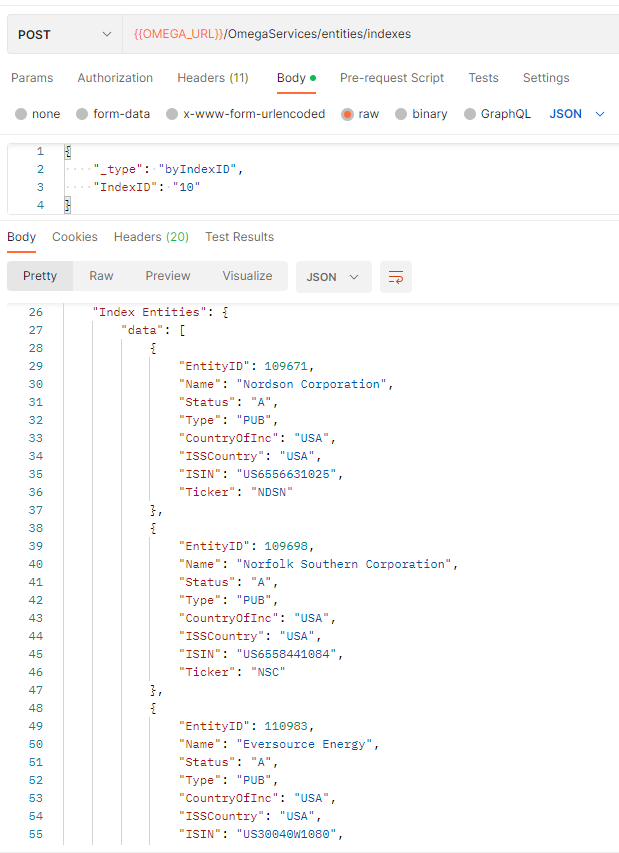 POST {{OMEGA_URL}}/OmegaServices/entities/indexes
Params Authorization Headers (11) Body Pre-request Script Tests Settings
none form-data x-www-form-urlencoded raw binary GraphQL JSON
1 {
2 ····"_type":·"byIndexID",
3 ····"IndexID":·"10"
4 }
Body Cookies Headers (20) Test Results
Pretty Raw Preview Visualize JSON
26 "Index Entities": {
27 "data": [
28 {
29 "EntityID": 109671,
30 "Name": "Nordson Corporation",
31 "Status": "A",
32 "Type": "PUB",
33 "CountryOfInc": "USA",
34 "ISSCountry": "USA",
35 "ISIN": "US6556631025",
36 "Ticker": "NDSN"
37 },
38 {
39 "EntityID": 109698,
40 "Name": "Norfolk Southern Corporation",
41 "Status": "A",
42 "Type": "PUB",
43 "CountryOfInc": "USA",
44 "ISSCountry": "USA",
45 "ISIN": "US6558441084",
46 "Ticker": "NSC"
47 },
48 {
49 "EntityID": 110983,
50 "Name": "Eversource Energy",
51 "Status": "A",
52 "Type": "PUB",
53 "CountryOfInc": "USA",
54 "ISSCountry": "USA",
55 "ISIN": "US30040W1080",